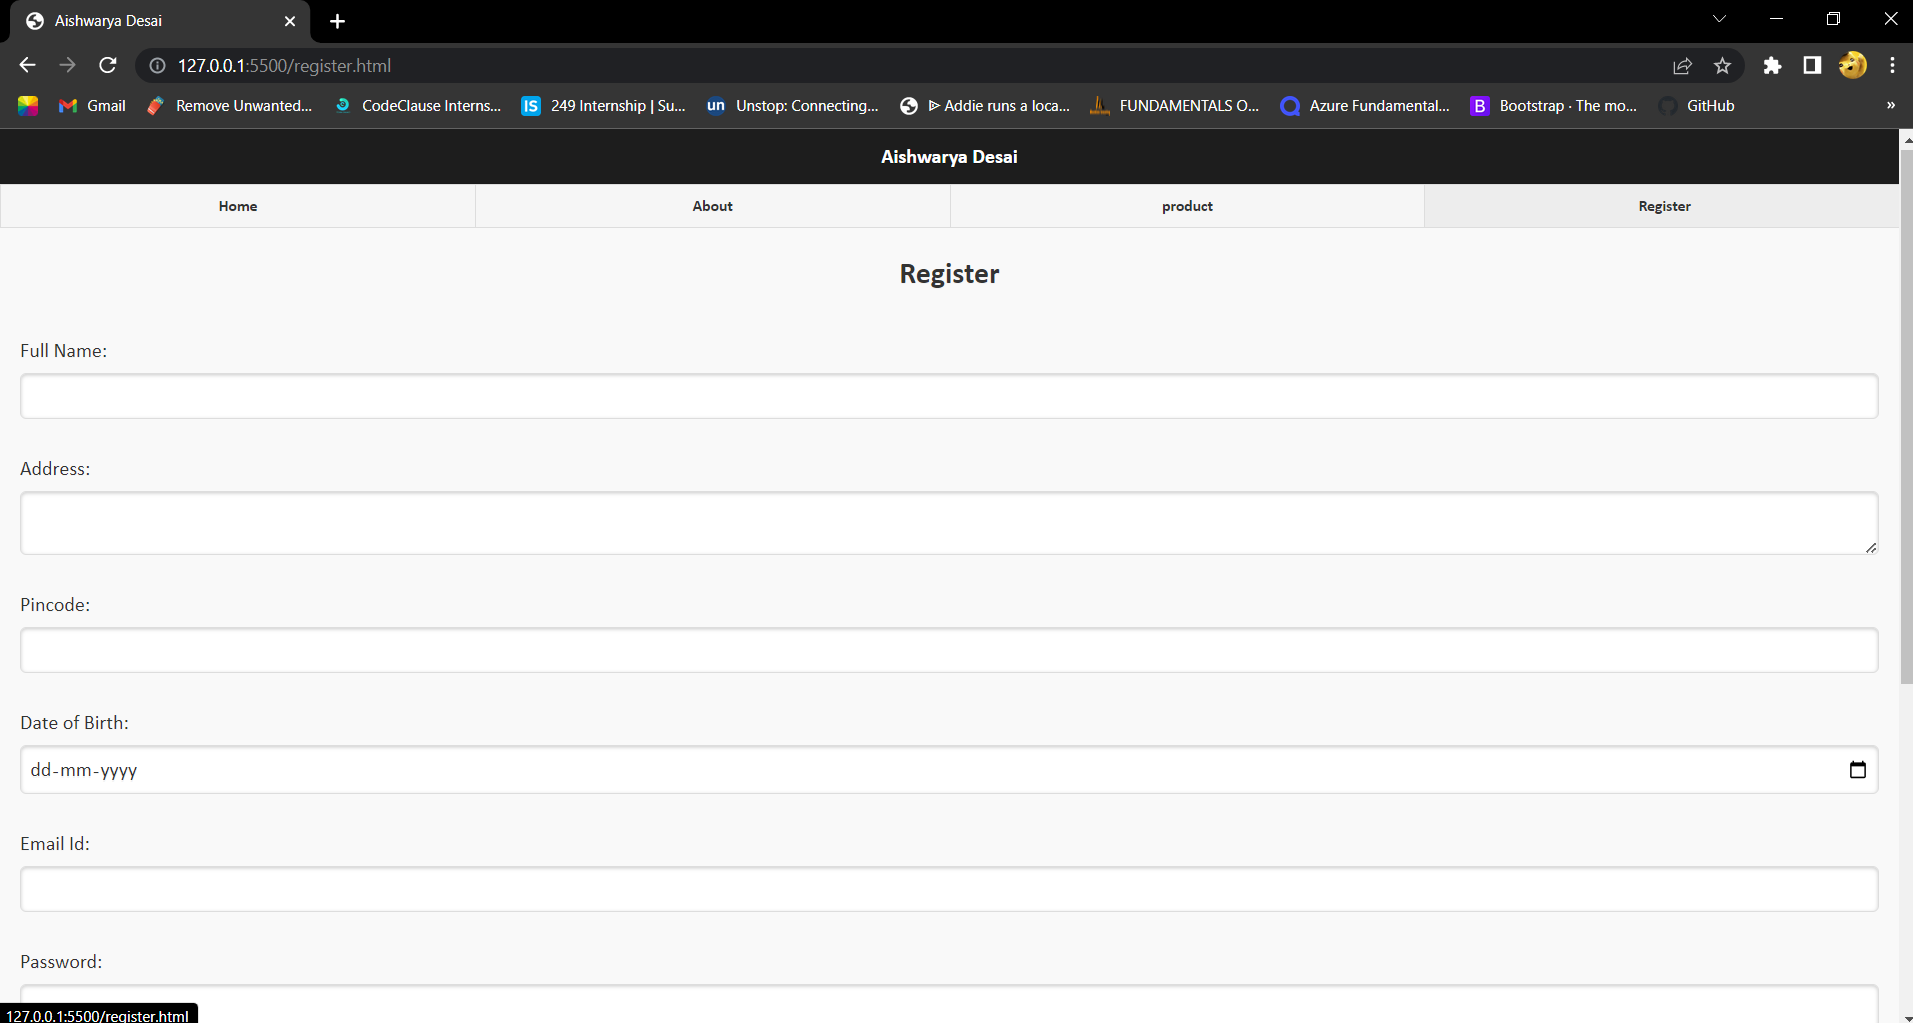 Aishwarya Desai
127.0.0.1:5500/register.html
Gmail
Remove Unwanted...
CodeClause Interns...
IS
249 Internship | Su...
un
Unstop: Connecting...
Addie runs a loca...
FUNDAMENTALS O...
Azure Fundamental...
B
Bootstrap · The mo...
GitHub
»
Aishwarya Desai
Home
About
product
Register
Register
Full Name:
Address:
Pincode:
Date of Birth:
dd-mm-yyyy
Email Id:
Password:
127.0.0.1:5500/register.html